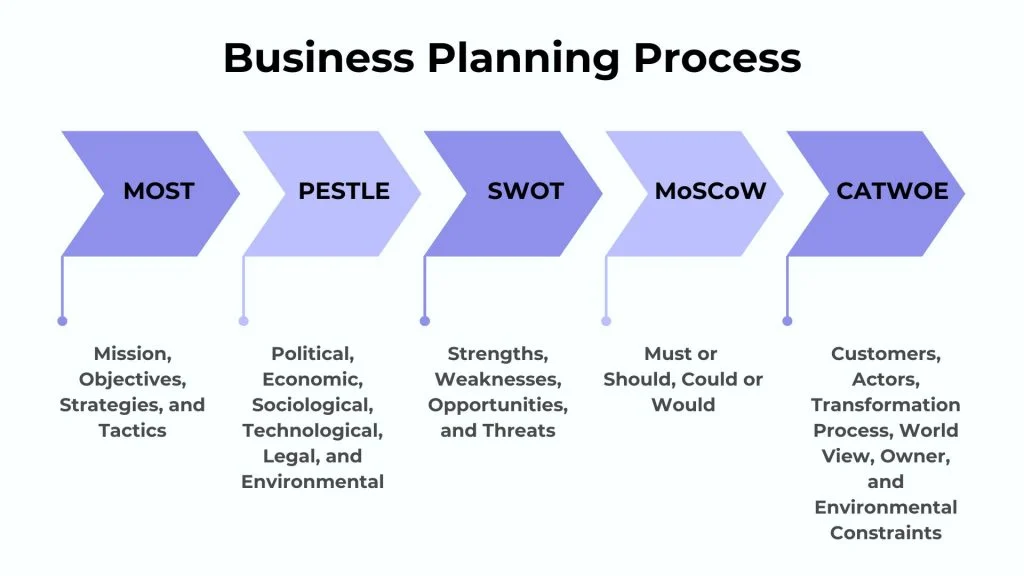 Business Planning Process
MOST
PESTLE
SWOT
MoSCoW
CATWOE
Mission,
Objectives,
Strategies, and
Tactics
Political,
Economic,
Sociological,
Technological,
Legal, and
Environmental
Strengths,
Weaknesses,
Opportunities,
and Threats
Must or
Should, Could or
Would
Customers,
Actors,
Transformation
Process, World
View, Owner,
and
Environmental
Constraints